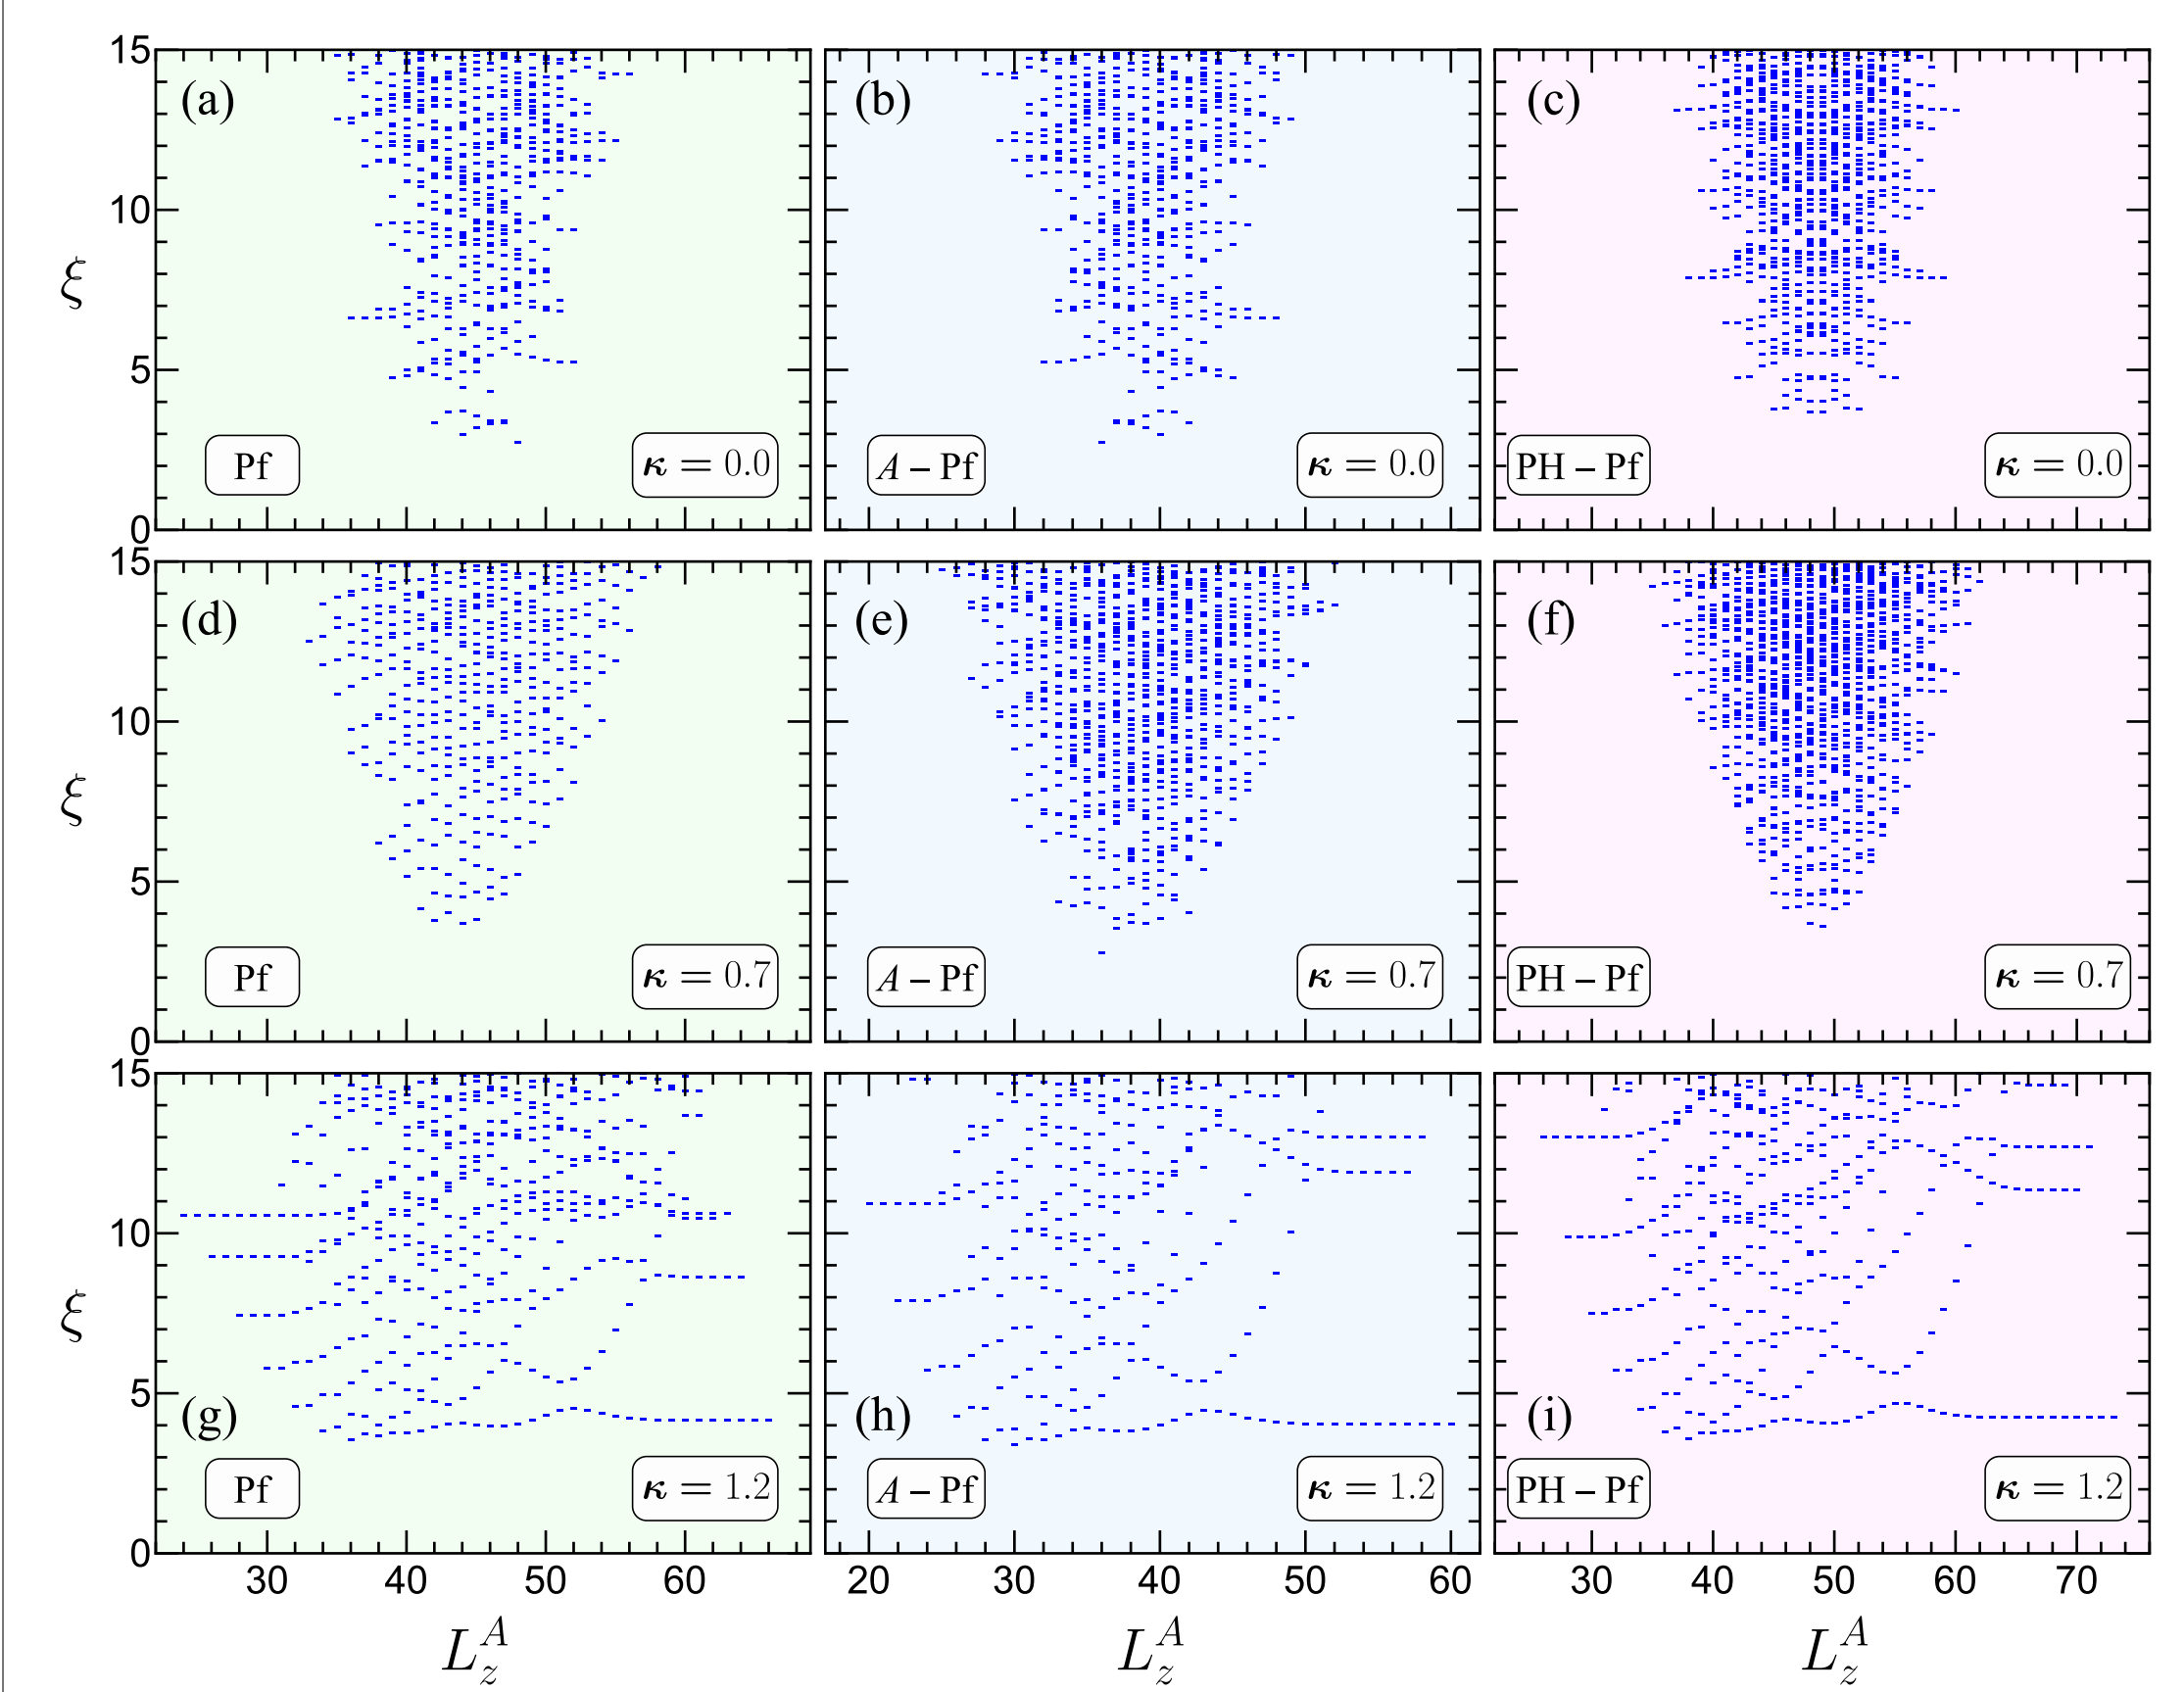 15
(a)
(b)
(c)
10
ξ
5
Pf
κ = 0.0
A – Pf
κ = 0.0
PH – Pf
κ = 0.0
0
15
(d)
(e)
(f)
10
ξ
5
Pf
κ = 0.7
A – Pf
κ = 0.7
PH – Pf
κ = 0.7
0
15
10
ξ
5
(g)
(h)
(i)
Pf
κ = 1.2
A – Pf
κ = 1.2
PH – Pf
κ = 1.2
0
30 40 50 60
20 30 40 50 60
30 40 50 60 70
L_z^A
L_z^A
L_z^A